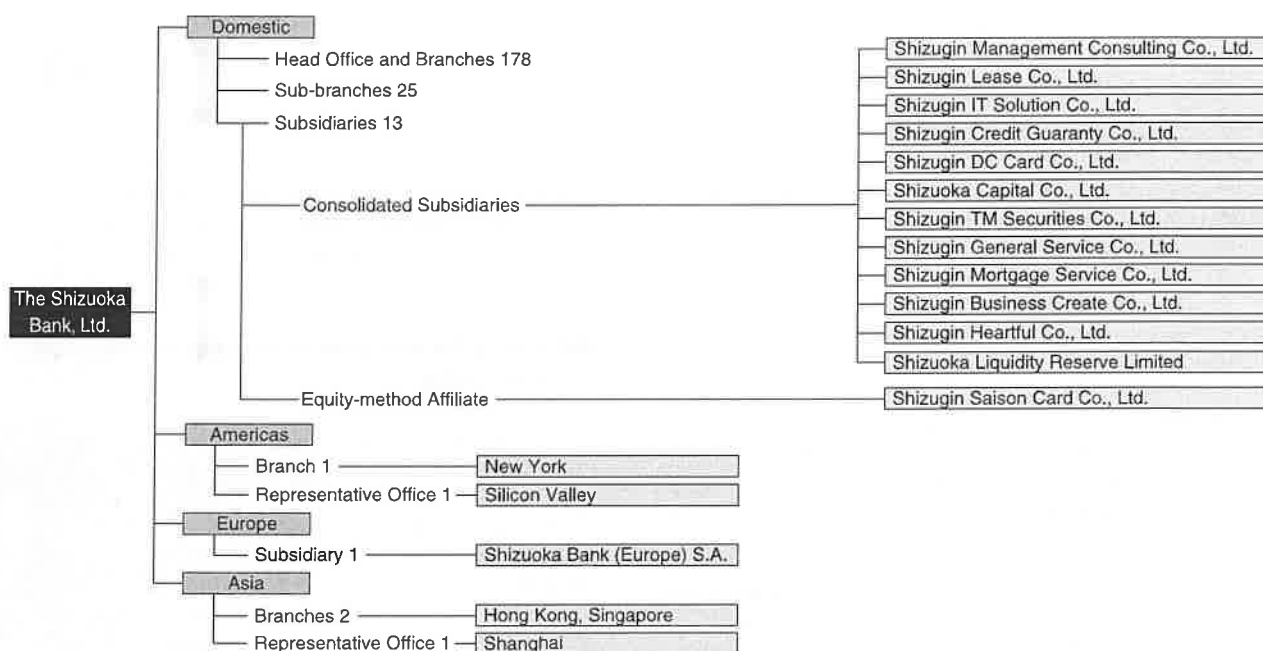 The Shizuoka
Bank, Ltd.
Domestic
Head Office and Branches 178
Sub-branches 25
Subsidiaries 13
Consolidated Subsidiaries
Shizugin Management Consulting Co., Ltd.
Shizugin Lease Co., Ltd.
Shizugin IT Solution Co., Ltd.
Shizugin Credit Guaranty Co., Ltd.
Shizugin DC Card Co., Ltd.
Shizuoka Capital Co., Ltd.
Shizugin TM Securities Co., Ltd.
Shizugin General Service Co., Ltd.
Shizugin Mortgage Service Co., Ltd.
Shizugin Business Create Co., Ltd.
Shizugin Heartful Co., Ltd.
Shizuoka Liquidity Reserve Limited
Equity-method Affiliate
Shizugin Saison Card Co., Ltd.
Americas
Branch 1
New York
Representative Office 1
Silicon Valley
Europe
Subsidiary 1
Shizuoka Bank (Europe) S.A.
Asia
Branches 2
Hong Kong, Singapore
Representative Office 1
Shanghai